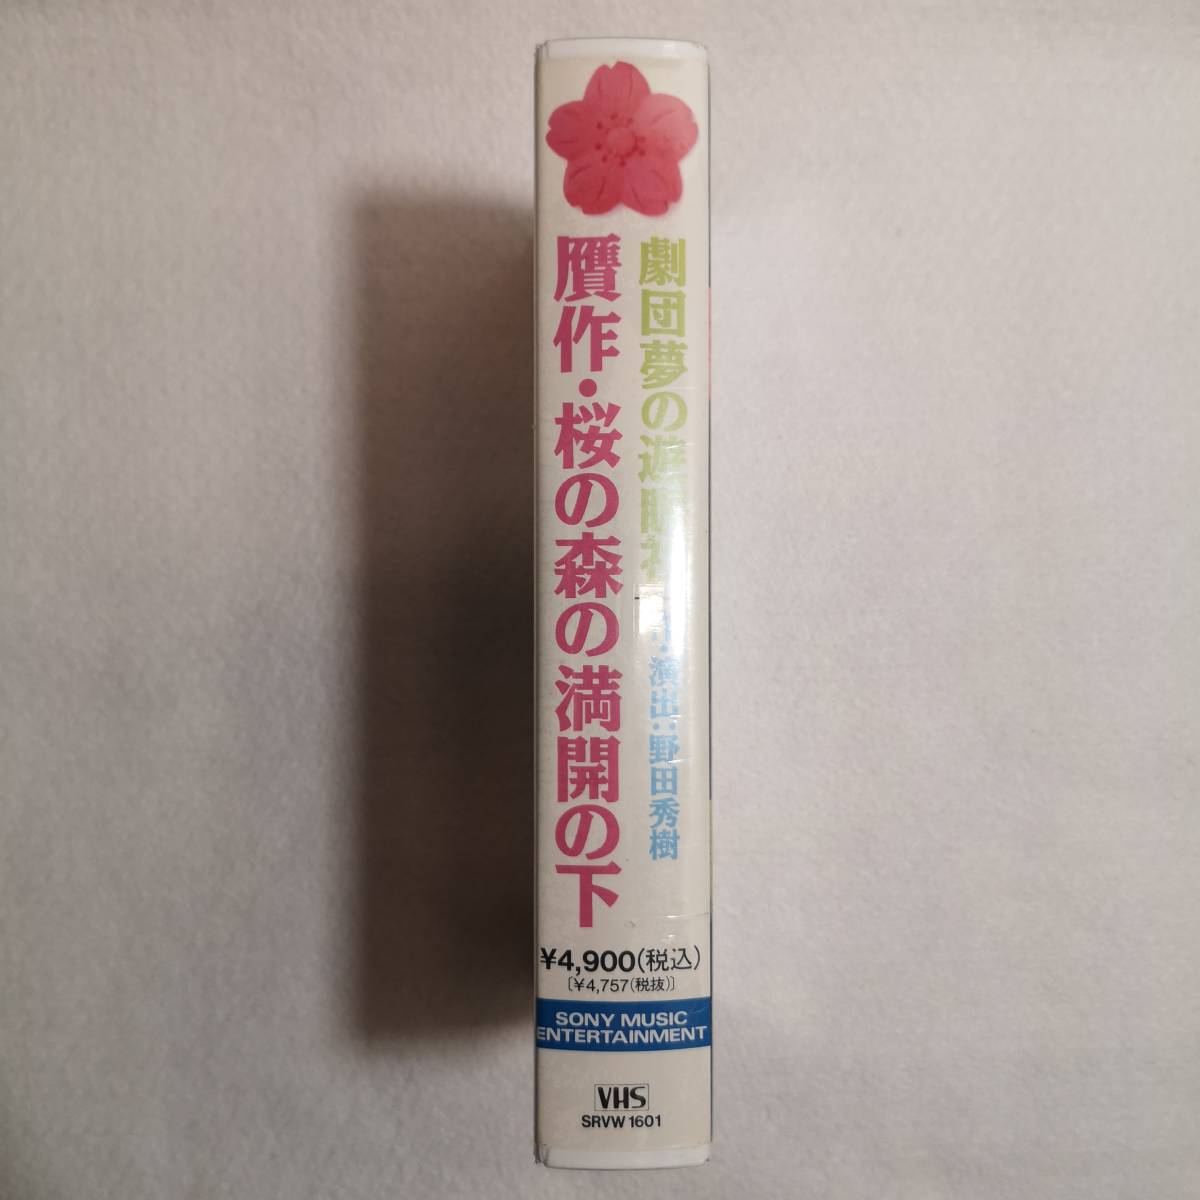 劇団夢の遊眠社
作・演出:野田秀樹
贋作・桜の森の満開の下
¥4,900(税込)
〔¥4,757(税抜)〕
SONY MUSIC
ENTERTAINMENT
VHS
SRVW 1601